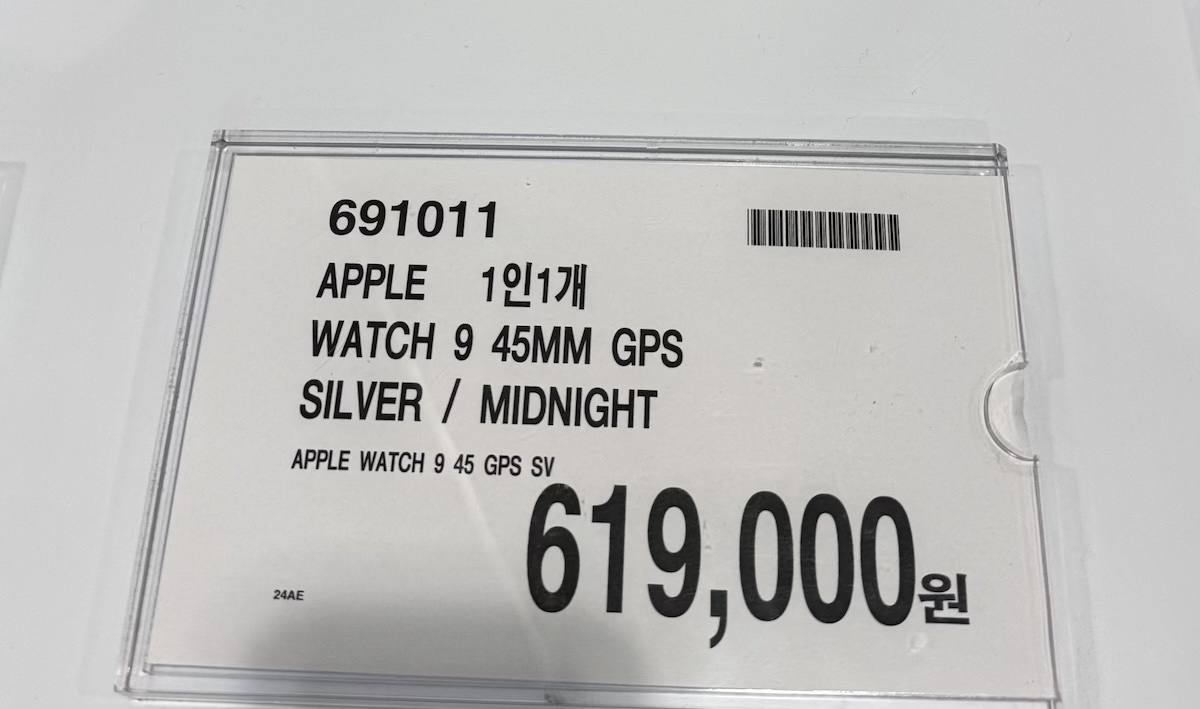 691011
APPLE 1인1개
WATCH 9 45MM GPS
SILVER / MIDNIGHT
APPLE WATCH 9 45 GPS SV
619,000원
24AE